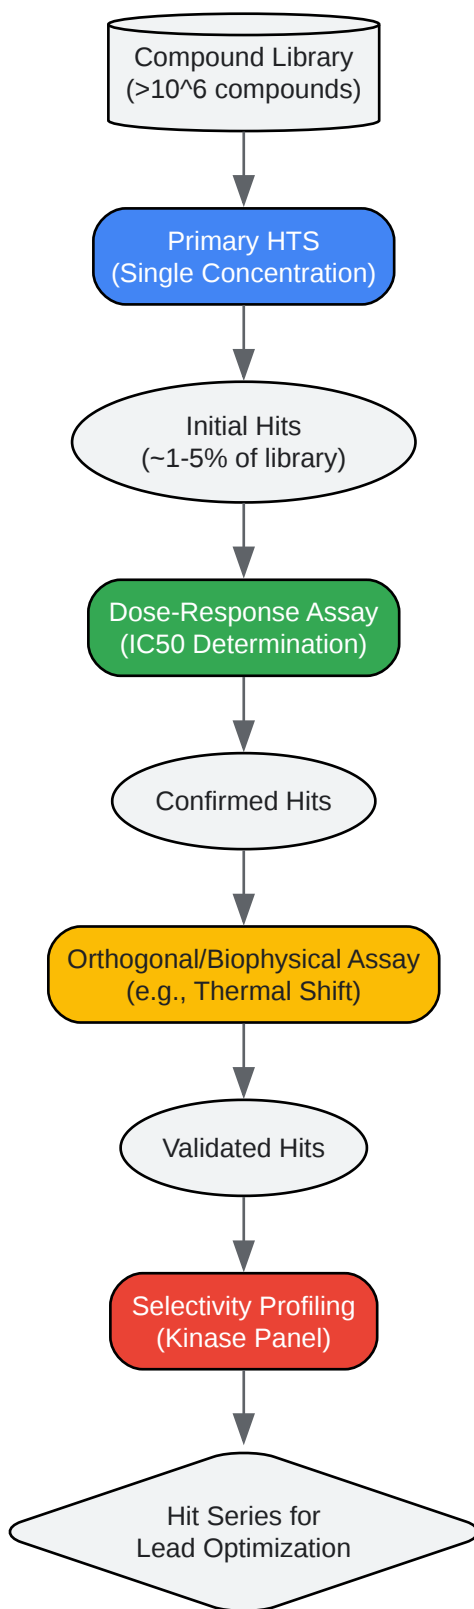 Compound Library
(>10^6 compounds)
Primary HTS
(Single Concentration)
Initial Hits
(~1-5% of library)
Dose-Response Assay
(IC50 Determination)
Confirmed Hits
Orthogonal/Biophysical Assay
(e.g., Thermal Shift)
Validated Hits
Selectivity Profiling
(Kinase Panel)
Hit Series for
Lead Optimization